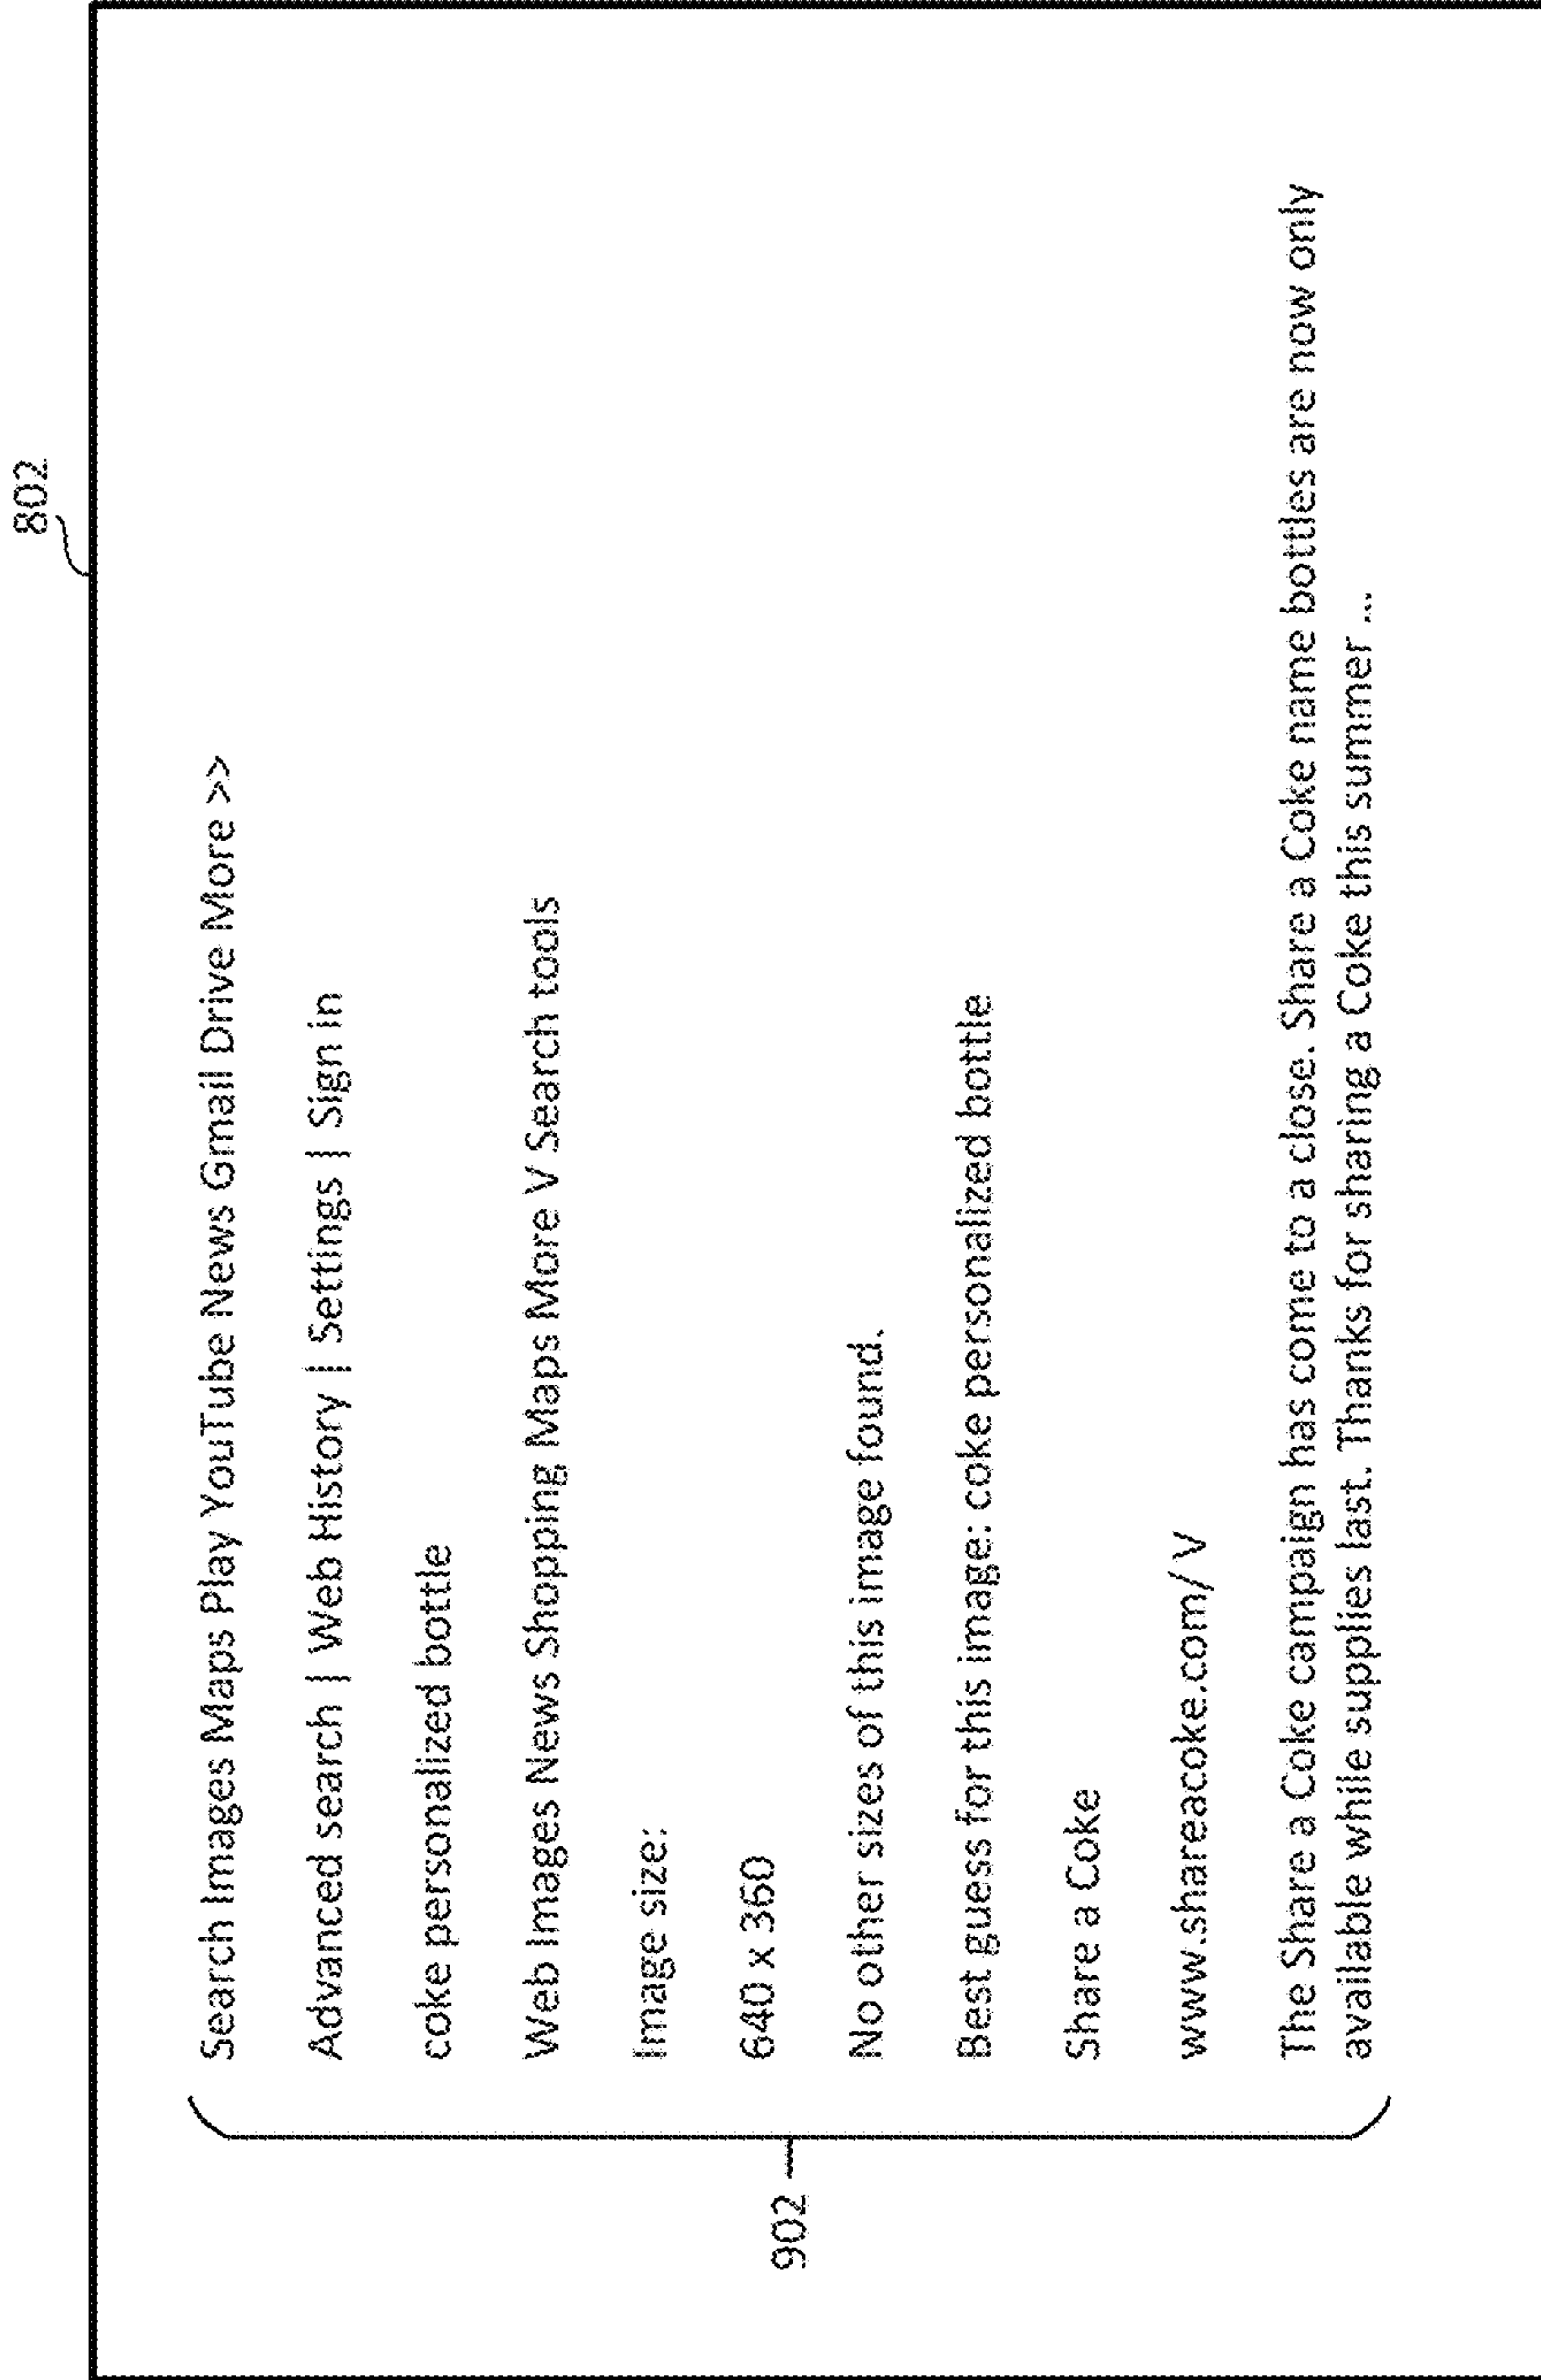 802
Search Images Maps Play YouTube News Gmail Drive More >>
Advanced search | Web History | Settings | Sign in
coke personalized bottle
Web Images News Shopping Maps More V Search tools
Image size:
640 x 360
No other sizes of this image found.
Best guess for this image: coke personalized bottle
Share a Coke
www.shareacoke.com/ V
The Share a Coke campaign has come to a close. Share a Coke name bottles are now only
available while supplies last. Thanks for sharing a Coke this summer ...
902